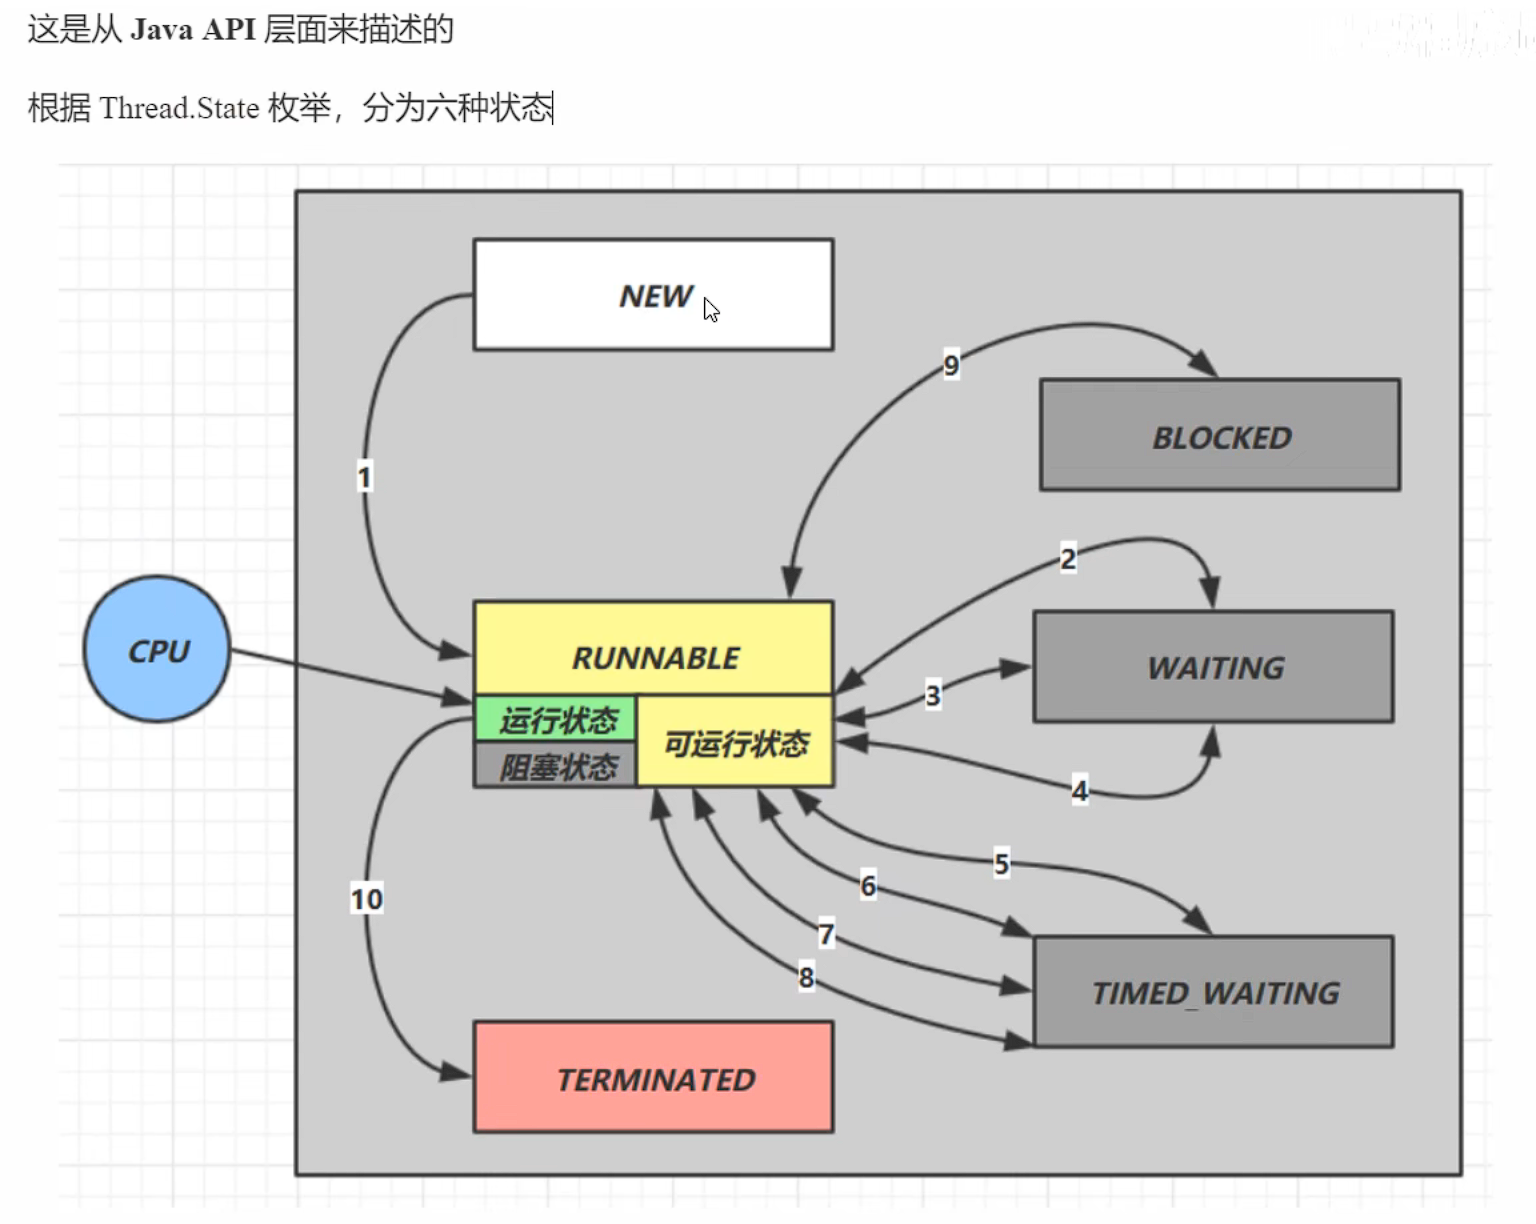 这是从 Java API 层面来描述的
根据 Thread.State 枚举，分为六种状态
NEW
9
BLOCKED
1
2
CPU
RUNNABLE
WAITING
3
运行状态
可运行状态
阻塞状态
4
5
6
10
7
8
TIMED_WAITING
TERMINATED